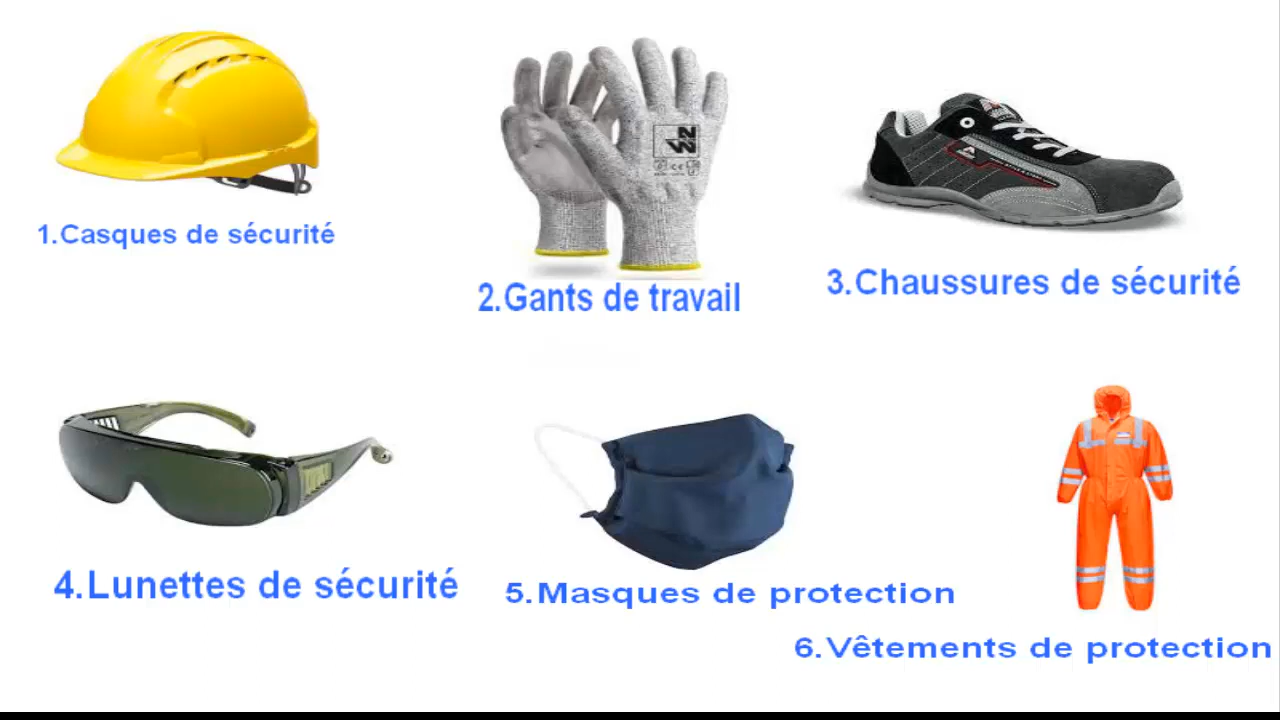 1.Casques de sécurité
2.Gants de travail
3.Chaussures de sécurité
4.Lunettes de sécurité
5.Masques de protection
6.Vêtements de protection